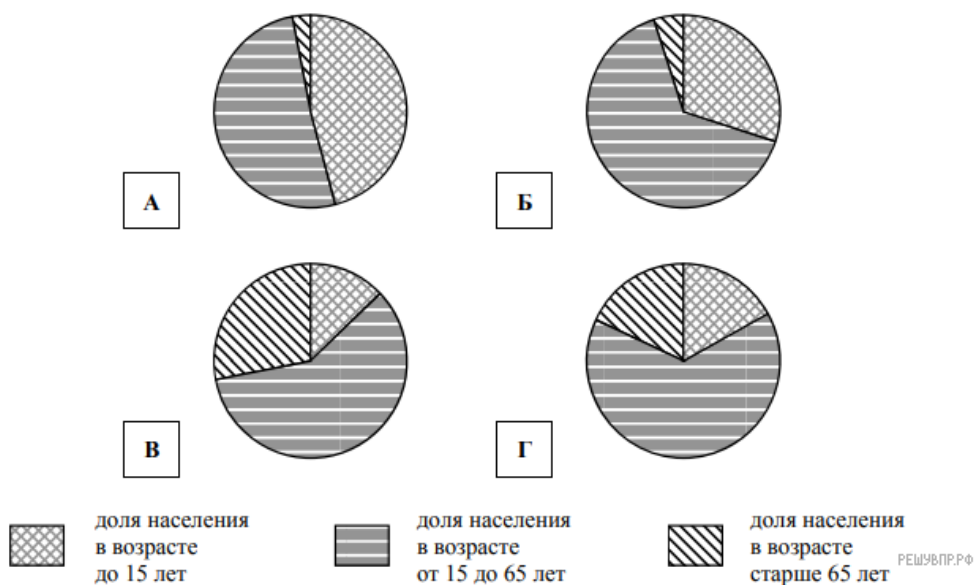 А
Б
В
Г
доля населения
в возрасте
до 15 лет
доля населения
в возрасте
от 15 до 65 лет
доля населения
в возрасте
старше 65 лет
РЕШУВПР.РФ